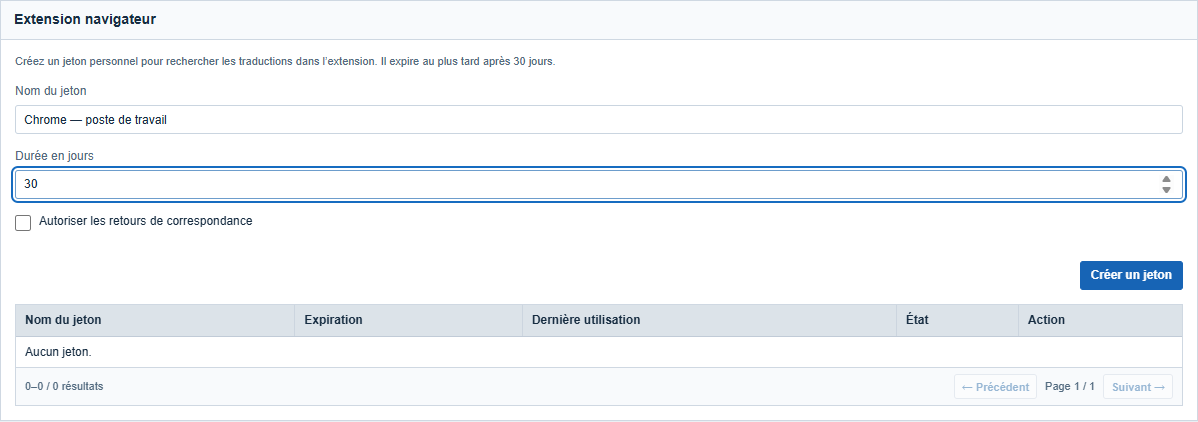 Extension navigateur
Créez un jeton personnel pour rechercher les traductions dans l'extension. Il expire au plus tard après 30 jours.
Nom du jeton
Chrome — poste de travail
Durée en jours
30
Autoriser les retours de correspondance
Créer un jeton
Nom du jeton Expiration Dernière utilisation État Action
Aucun jeton.
0–0 / 0 résultats ← Précédent Page 1 / 1 Suivant →